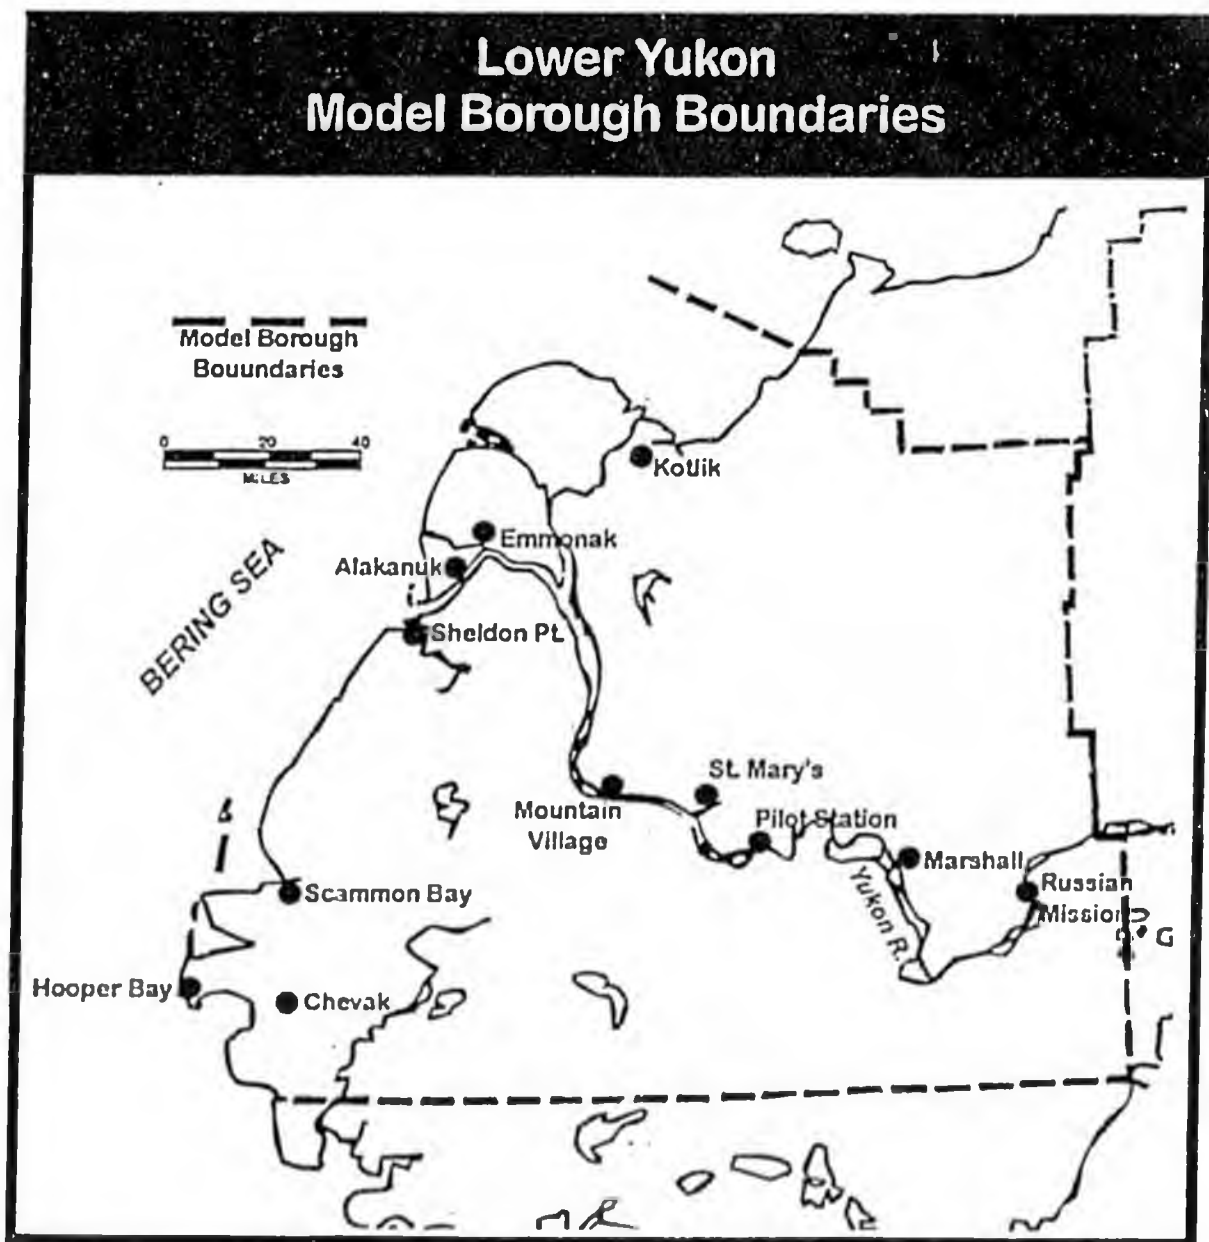 Lower Yukon
Model Borough Boundaries
Model Borough
Bouundaries
0 20 40
MILES
Kotlik
Emmonak
Alakanuk
Sheldon Pt.
BERING SEA
St. Mary's
Mountain
Village
Pilot Station
Marshall
Yukon R.
Russian
Mission
G
Scammon Bay
Hooper Bay
Chevak